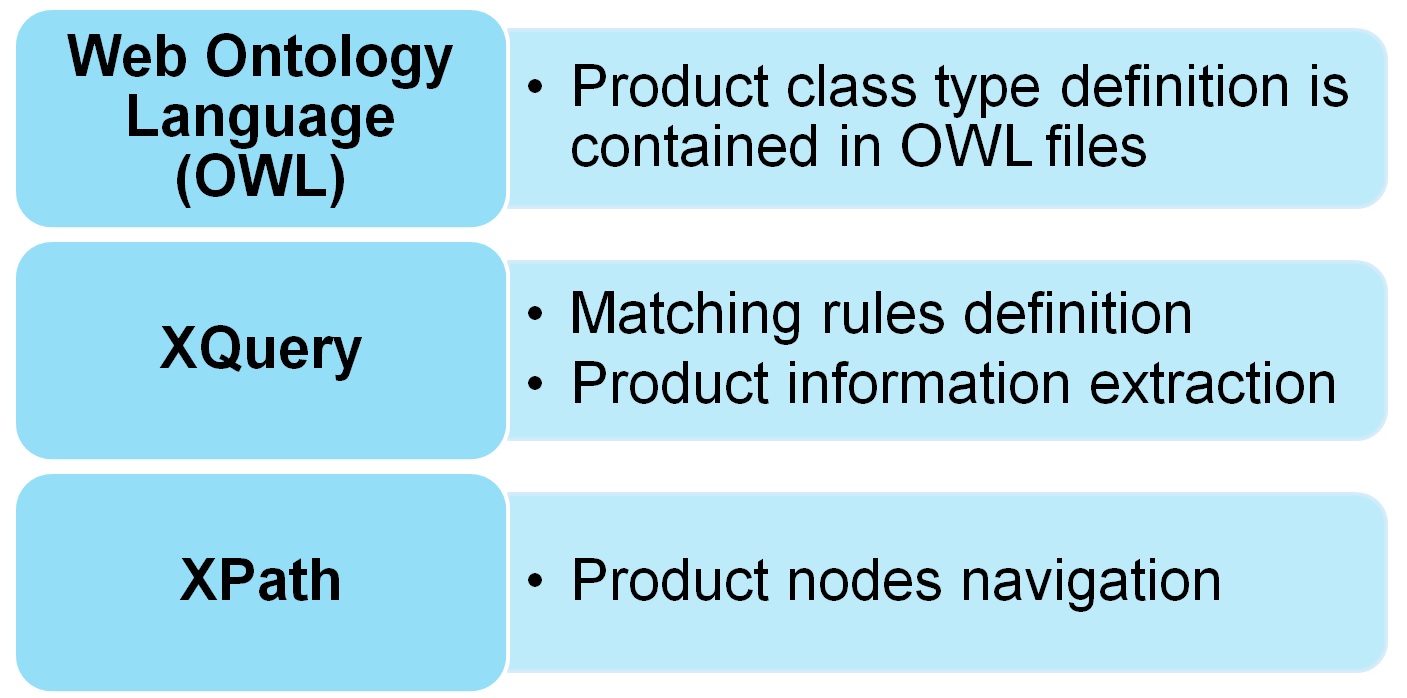 Web Ontology
Language
(OWL)
• Product class type definition is
contained in OWL files
XQuery
• Matching rules definition
• Product information extraction
XPath
• Product nodes navigation